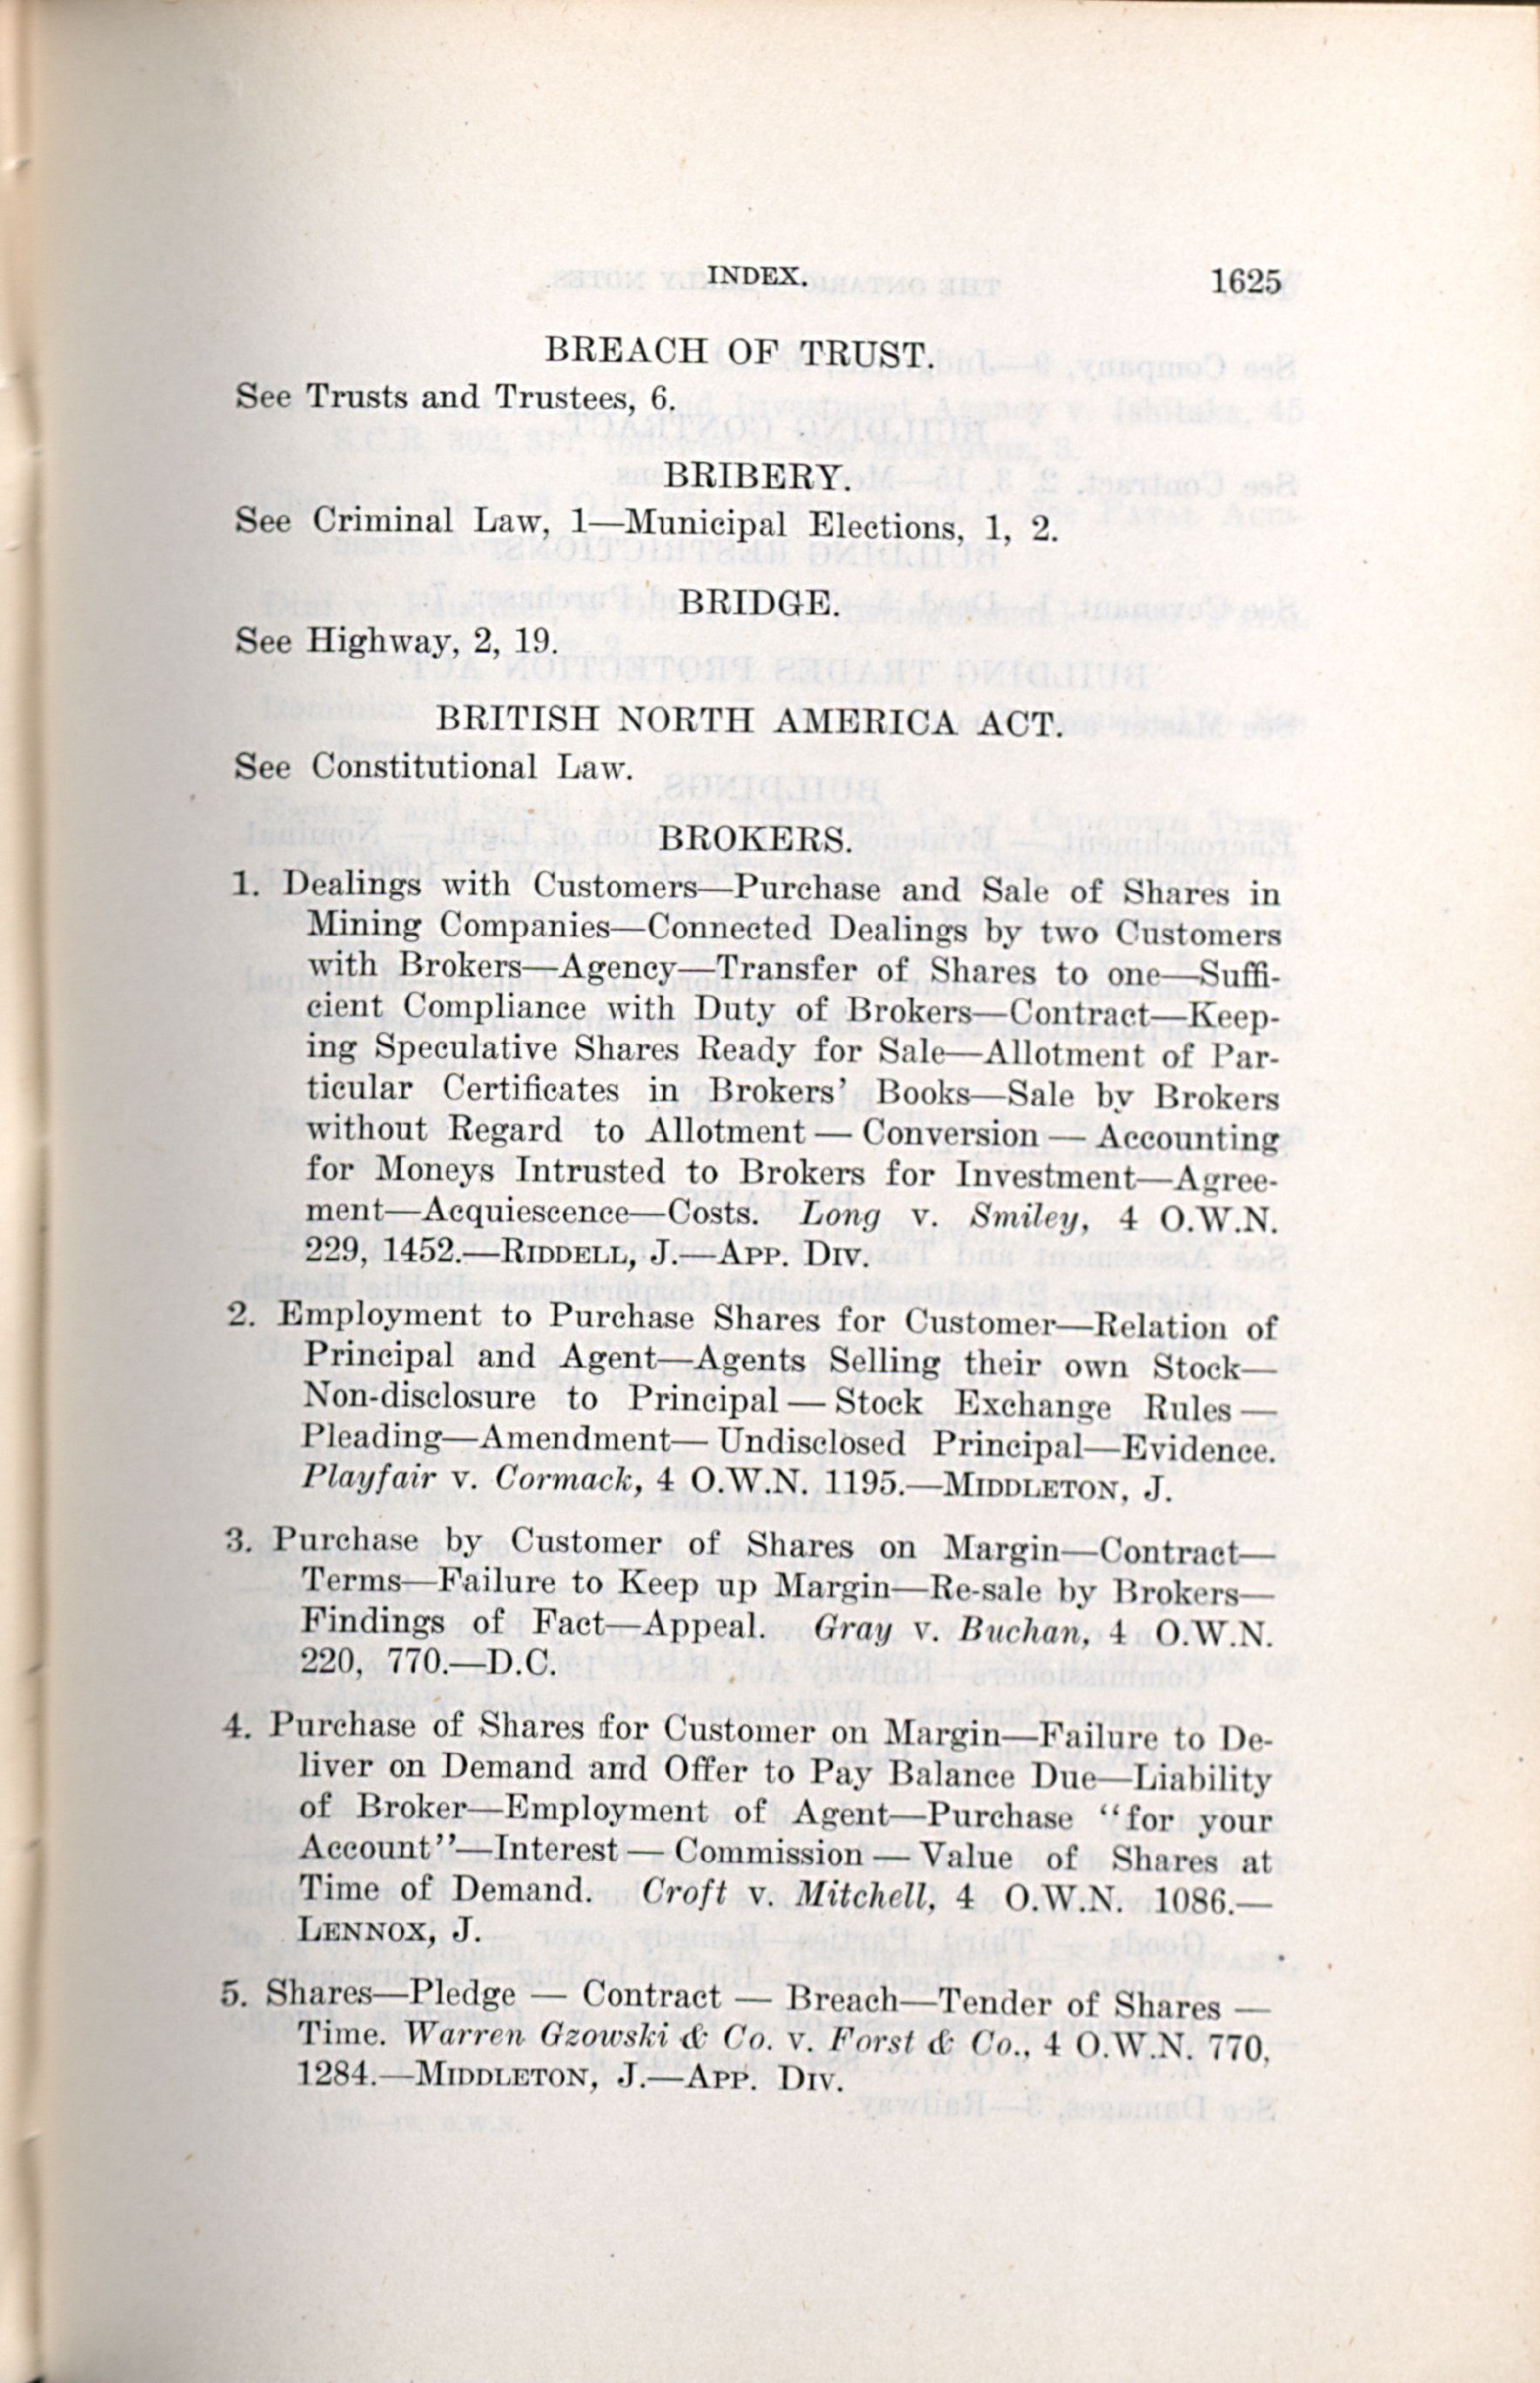 INDEX. 1625
BREACH OF TRUST.
See Trusts and Trustees, 6.
BRIBERY.
See Criminal Law, 1—Municipal Elections, 1, 2.
BRIDGE.
See Highway, 2, 19.
BRITISH NORTH AMERICA ACT.
See Constitutional Law.
BROKERS.
1. Dealings with Customers—Purchase and Sale of Shares in
Mining Companies—Connected Dealings by two Customers
with Brokers—Agency—Transfer of Shares to one—Suffi-
cient Compliance with Duty of Brokers—Contract—Keep-
ing Speculative Shares Ready for Sale—Allotment of Par-
ticular Certificates in Brokers' Books—Sale by Brokers
without Regard to Allotment — Conversion — Accounting
for Moneys Intrusted to Brokers for Investment—Agree-
ment—Acquiescence—Costs. Long v. Smiley, 4 O.W.N.
229, 1452.—RIDDELL, J.—APP. DIV.
2. Employment to Purchase Shares for Customer—Relation of
Principal and Agent—Agents Selling their own Stock—
Non-disclosure to Principal — Stock Exchange Rules —
Pleading—Amendment— Undisclosed Principal—Evidence.
Playfair v. Cormack, 4 O.W.N. 1195.—MIDDLETON, J.
3. Purchase by Customer of Shares on Margin—Contract—
Terms—Failure to Keep up Margin—Re-sale by Brokers—
Findings of Fact—Appeal. Gray v. Buchan, 4 O.W.N.
220, 770.—D.C.
4. Purchase of Shares for Customer on Margin—Failure to De-
liver on Demand and Offer to Pay Balance Due—Liability
of Broker—Employment of Agent—Purchase "for your
Account"—Interest — Commission — Value of Shares at
Time of Demand. Croft v. Mitchell, 4 O.W.N. 1086.—
LENNOX, J.
5. Shares—Pledge — Contract — Breach—Tender of Shares —
Time. Warren Gzowski & Co. v. Forst & Co., 4 O.W.N. 770,
1284.—MIDDLETON, J.—APP. DIV.